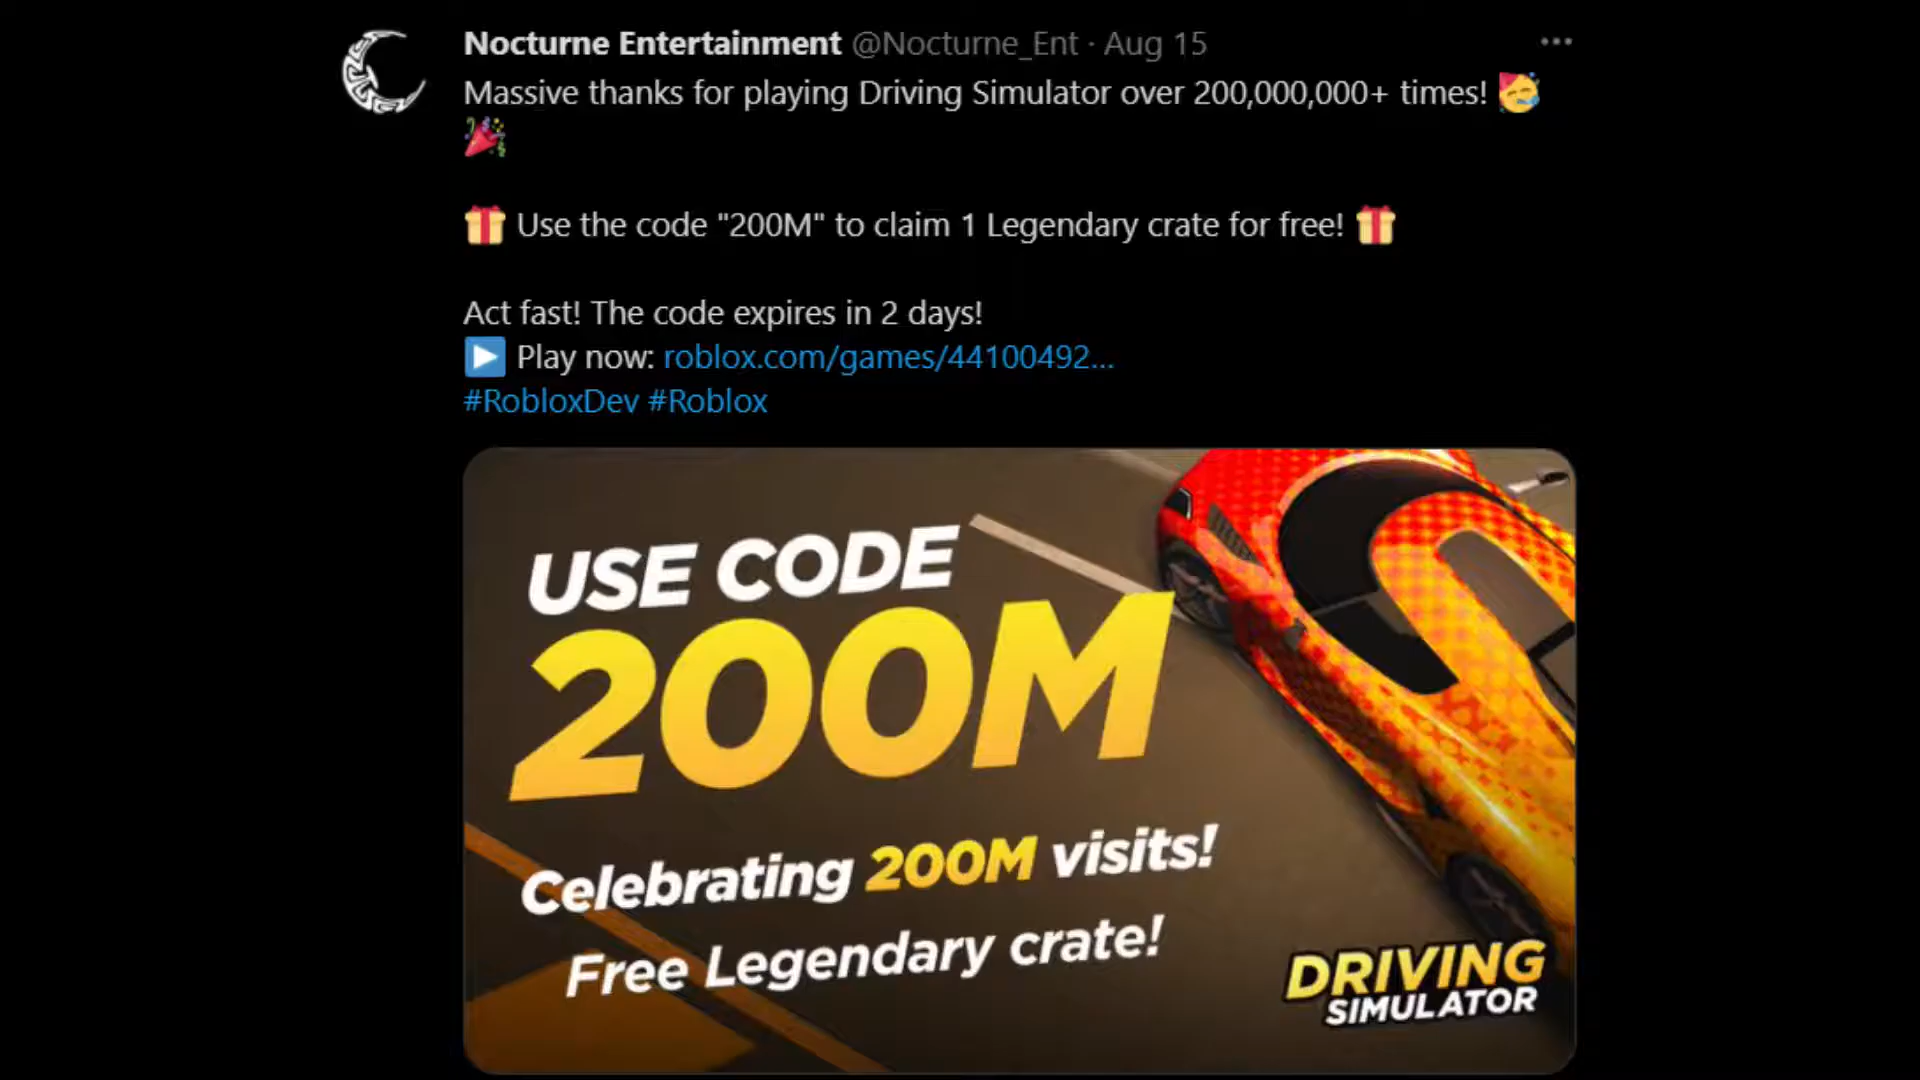 Nocturne Entertainment @Nocturne_Ent · Aug 15
Massive thanks for playing Driving Simulator over 200,000,000+ times! 🥳
🎉
🎁 Use the code "200M" to claim 1 Legendary crate for free! 🎁
Act fast! The code expires in 2 days!
▶️ Play now: roblox.com/games/44100492...
#RobloxDev #Roblox
USE CODE
200M
Celebrating 200M visits!
Free Legendary crate!
DRIVING
SIMULATOR